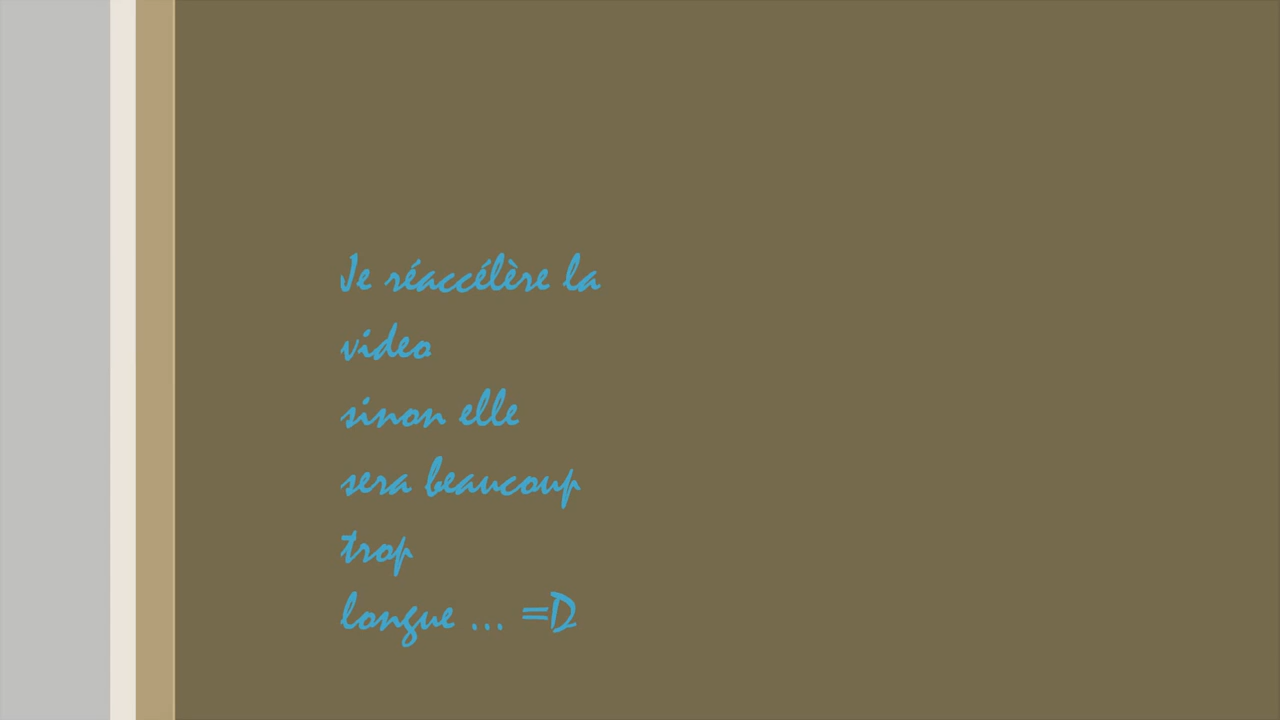 Je réaccélère la
video
sinon elle
sera beaucoup
trop
longue ... =D